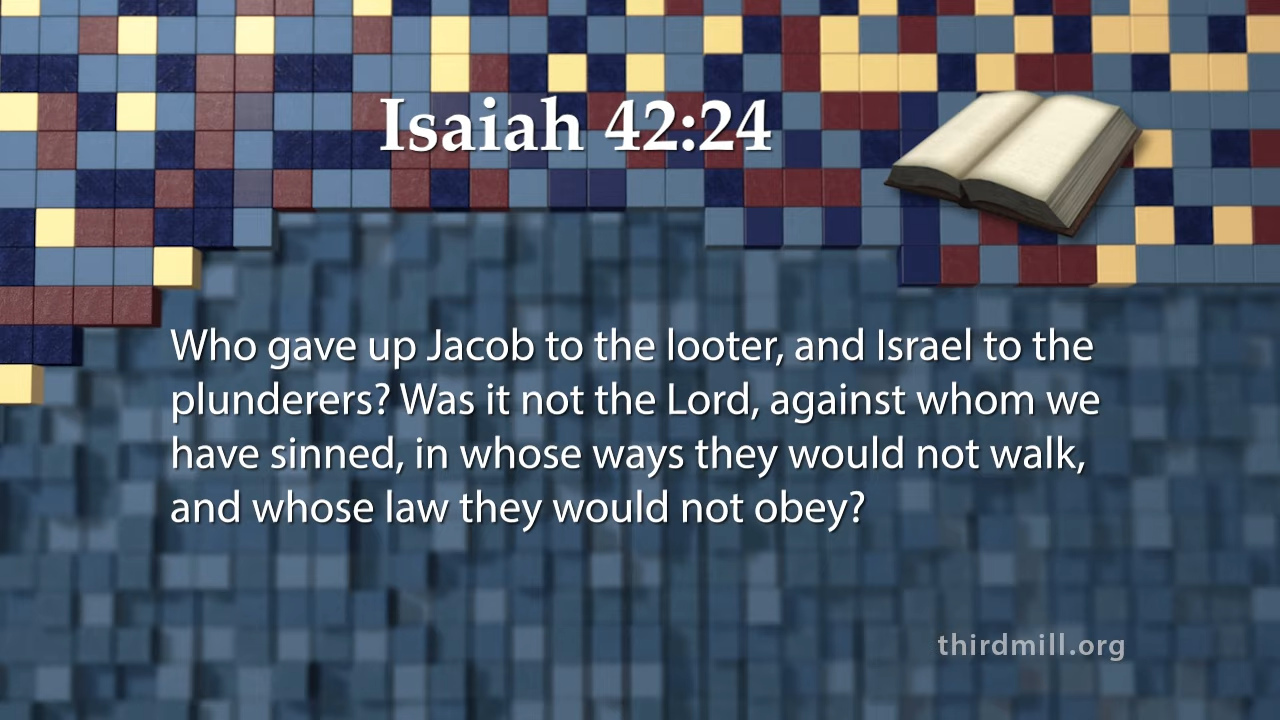 Isaiah 42:24
Who gave up Jacob to the looter, and Israel to the
plunderers? Was it not the Lord, against whom we
have sinned, in whose ways they would not walk,
and whose law they would not obey?
thirdmill.org